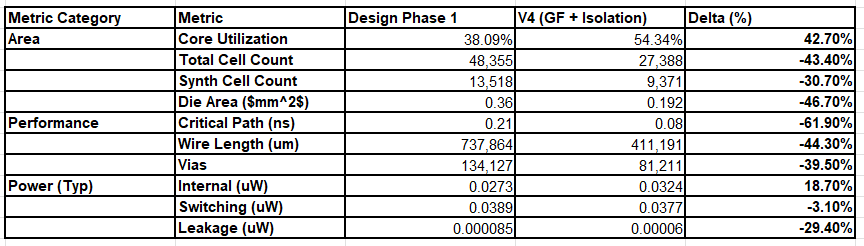 Metric Category Metric Design Phase 1 V4 (GF + Isolation) Delta (%)
Area Core Utilization 38.09% 54.34% 42.70%
Total Cell Count 48,355 27,388 -43.40%
Synth Cell Count 13,518 9,371 -30.70%
Die Area ($mm^2$) 0.36 0.192 -46.70%
Performance Critical Path (ns) 0.21 0.08 -61.90%
Wire Length (um) 737,864 411,191 -44.30%
Vias 134,127 81,211 -39.50%
Power (Typ) Internal (uW) 0.0273 0.0324 18.70%
Switching (uW) 0.0389 0.0377 -3.10%
Leakage (uW) 0.000085 0.00006 -29.40%